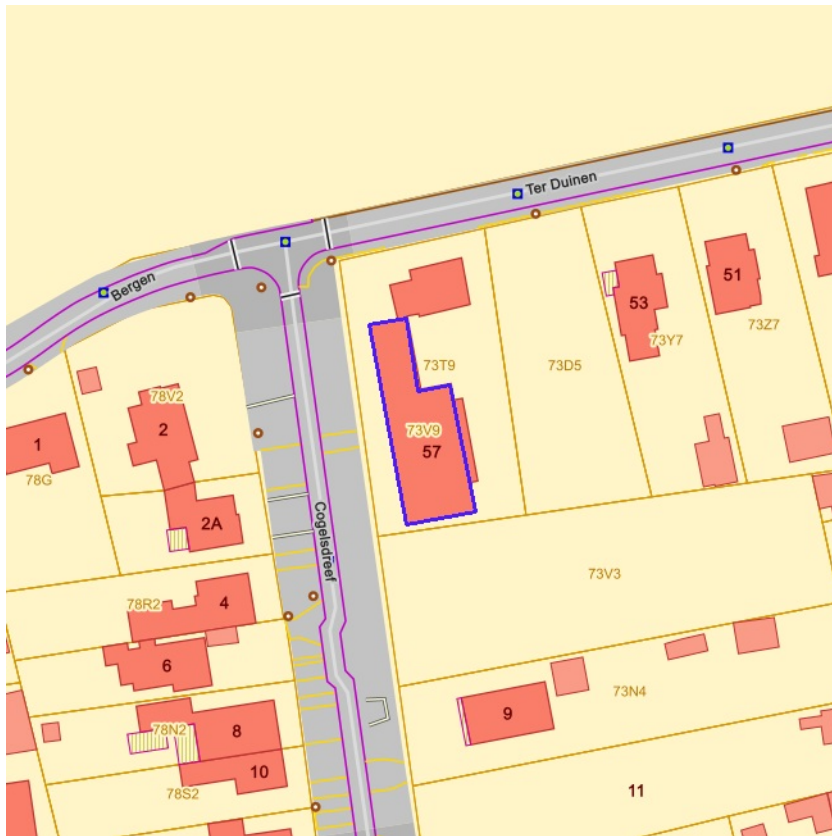 Ter Duinen
Bergen
51
53
73Z7
73Y7
73T9
73D5
78V2
2
73V9
57
1
78G
2A
Cogelsdreef
73V3
4
78R2
6
73N4
9
8
78N2
10
78S2
11